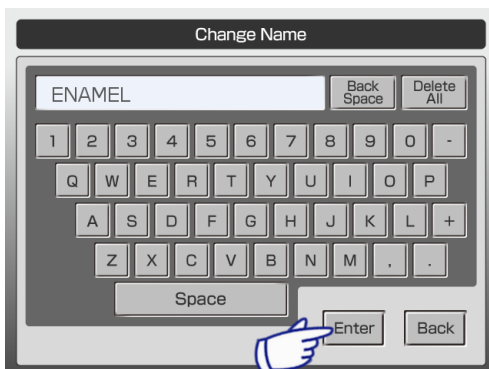 Change Name
ENAMEL
Back Space
Delete All
1 2 3 4 5 6 7 8 9 0 -
Q W E R T Y U I O P
A S D F G H J K L +
Z X C V B N M , .
Space
Enter Back